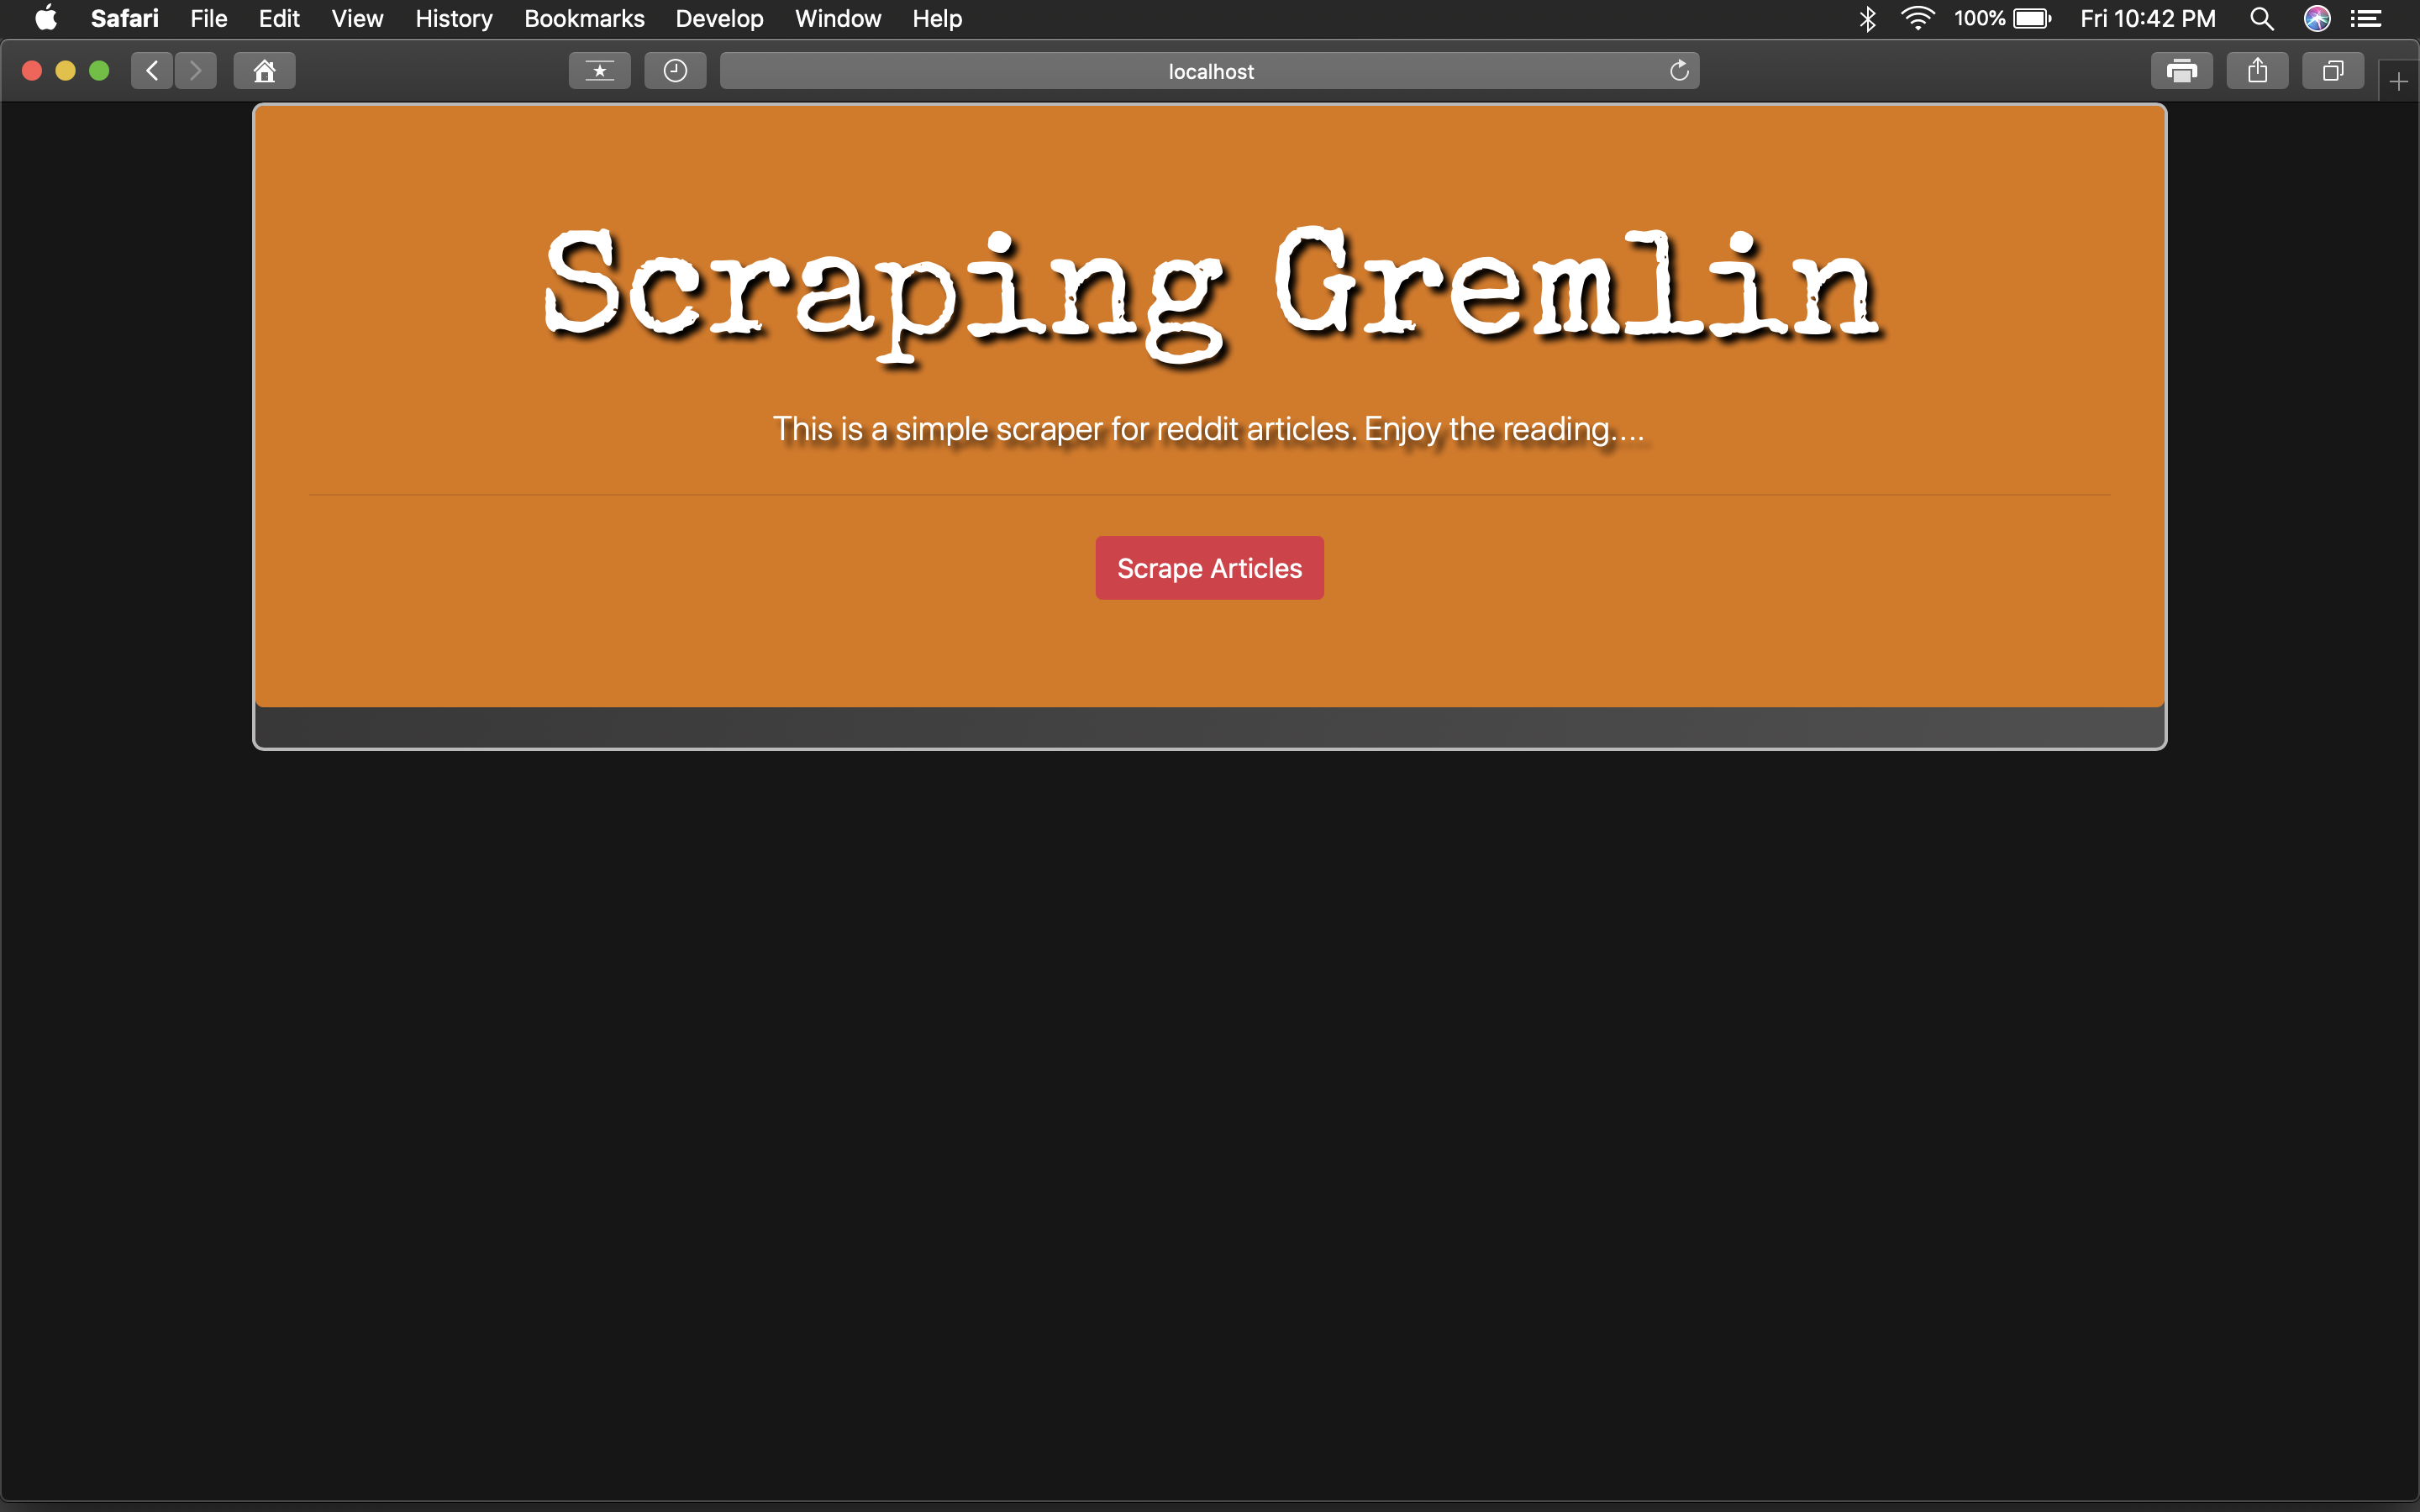 Safari File Edit View History Bookmarks Develop Window Help 100% Fri 10:42 PM
localhost
Scraping Gremlin
This is a simple scraper for reddit articles. Enjoy the reading....
Scrape Articles